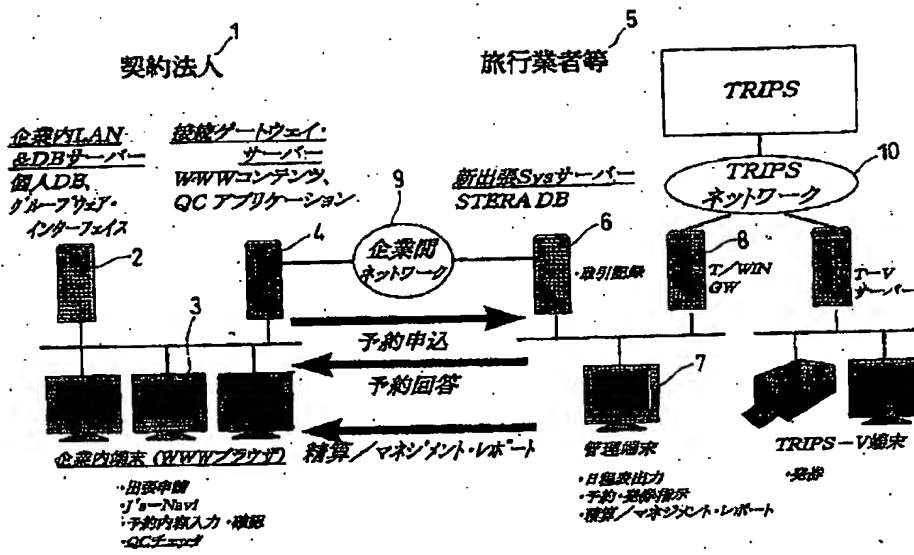 1
契約法人
5
旅行業者等
TRIPS
企業内LAN
&DBサーバー
個人DB、
グループウェア・
インターフェイス
接続ゲートウェイ・
サーバー
WWWコンテンツ、
QCアプリケーション
9
企業間
ネットワーク
新出張Sysサーバー
STERA DB
TRIPS
ネットワーク
10
2
4
6
・取引記録
8
T/WIN
GW
T-V
サーバー
予約申込
3
予約回答
7
精算/マネジメント・レポート
企業内端末 (WWWブラウザ)
・出張申請
・J's-Navi
・予約内容入力・確認
・QCチェック
管理端末
・日程表出力
・予約・発券指示
・精算/マネジメント・レポート
TRIPS-V端末
・発券